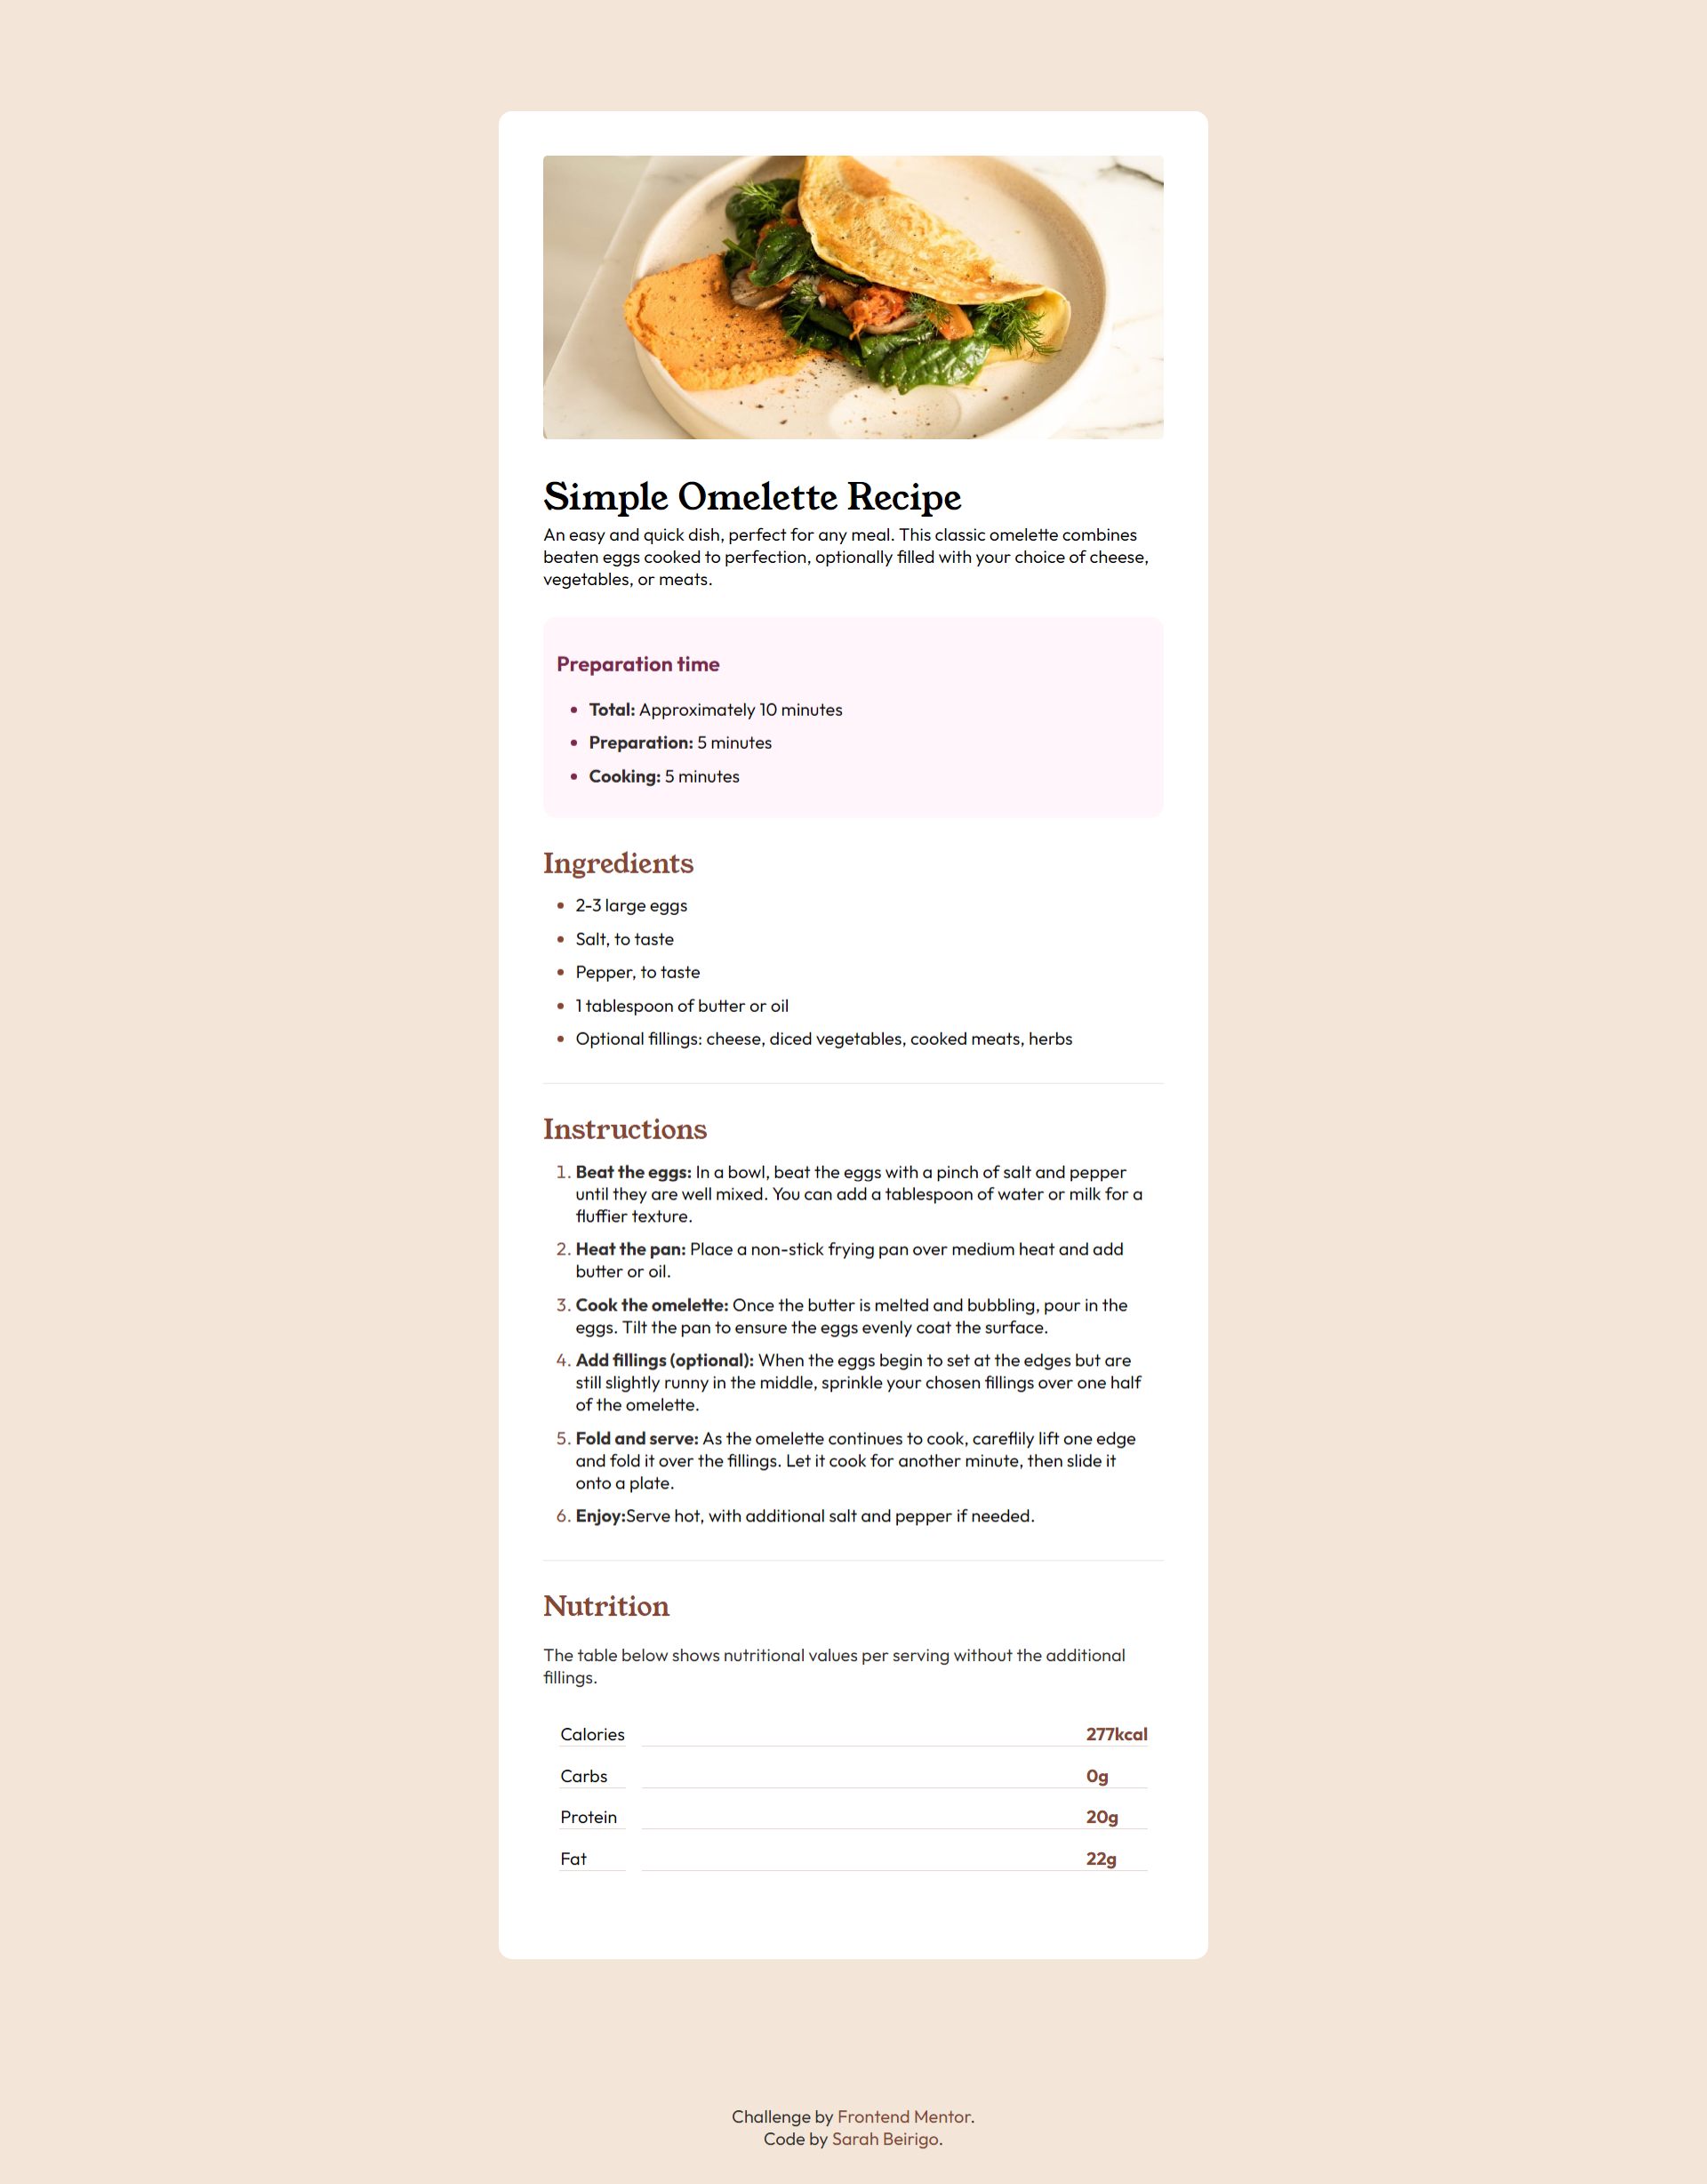 Simple Omelette Recipe
An easy and quick dish, perfect for any meal. This classic omelette combines
beaten eggs cooked to perfection, optionally filled with your choice of cheese,
vegetables, or meats.
Preparation time
• Total: Approximately 10 minutes
• Preparation: 5 minutes
• Cooking: 5 minutes
Ingredients
• 2-3 large eggs
• Salt, to taste
• Pepper, to taste
• 1 tablespoon of butter or oil
• Optional fillings: cheese, diced vegetables, cooked meats, herbs
Instructions
1. Beat the eggs: In a bowl, beat the eggs with a pinch of salt and pepper
until they are well mixed. You can add a tablespoon of water or milk for a
fluffier texture.
2. Heat the pan: Place a non-stick frying pan over medium heat and add
butter or oil.
3. Cook the omelette: Once the butter is melted and bubbling, pour in the
eggs. Tilt the pan to ensure the eggs evenly coat the surface.
4. Add fillings (optional): When the eggs begin to set at the edges but are
still slightly runny in the middle, sprinkle your chosen fillings over one half
of the omelette.
5. Fold and serve: As the omelette continues to cook, careflily lift one edge
and fold it over the fillings. Let it cook for another minute, then slide it
onto a plate.
6. Enjoy:Serve hot, with additional salt and pepper if needed.
Nutrition
The table below shows nutritional values per serving without the additional
fillings.
Calories 277kcal
Carbs 0g
Protein 20g
Fat 22g
Challenge by Frontend Mentor.
Code by Sarah Beirigo.